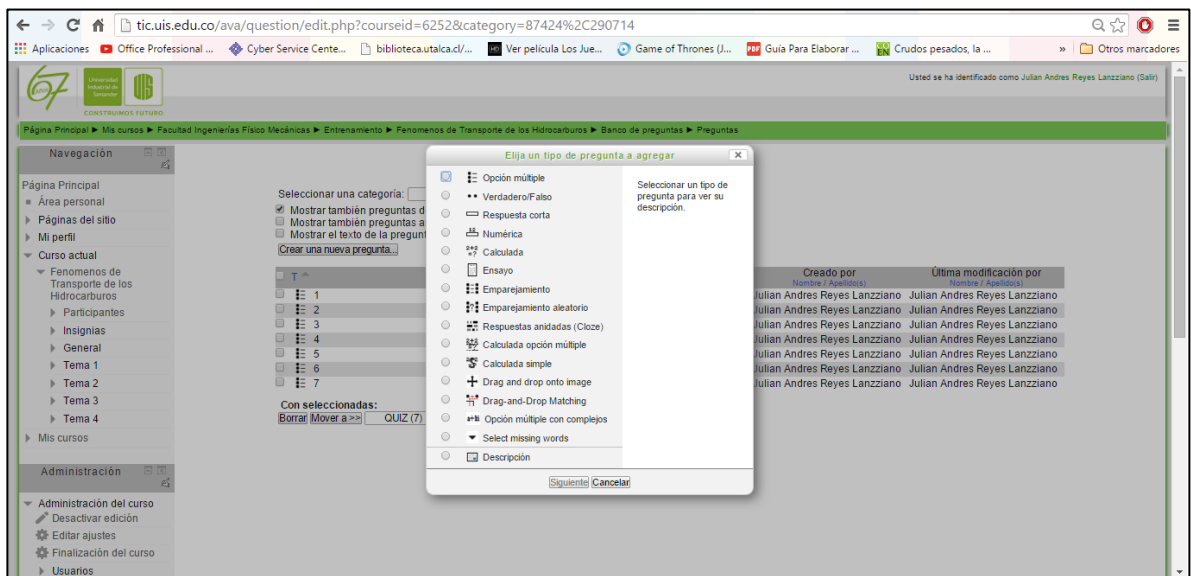 tic.uis.edu.co/ava/question/edit.php?courseid=6252&category=87424%2C290714
Aplicaciones Office Professional ... Cyber Service Cente... biblioteca.utalca.cl/... Ver película Los Jue... Game of Thrones (J... Guía Para Elaborar ... Crudos pesados, la ... » Otros marcadores
Universidad
Industrial de
Santander
UIS
CONSTRUIMOS FUTURO
Usted se ha identificado como Julian Andres Reyes Lanzziano (Salir)
Página Principal ► Mis cursos ► Facultad Ingenierías Físico Mecánicas ► Entrenamiento ► Fenomenos de Transporte de los Hidrocarburos ► Banco de preguntas ► Preguntas
Navegación
Página Principal
Área personal
Páginas del sitio
Mi perfil
Curso actual
Fenomenos de
Transporte de los
Hidrocarburos
Participantes
Insignias
General
Tema 1
Tema 2
Tema 3
Tema 4
Mis cursos
Administración
Administración del curso
Desactivar edición
Editar ajustes
Finalización del curso
Usuarios
Seleccionar una categoría:
Mostrar también preguntas d
Mostrar también preguntas a
Mostrar el texto de la pregunt
Crear una nueva pregunta...
T
1
2
3
4
5
6
7
Con seleccionadas:
Borrar Mover a >> QUIZ (7)
Elija un tipo de pregunta a agregar
Opción múltiple
Verdadero/Falso
Respuesta corta
Numérica
Calculada
Ensayo
Emparejamiento
Emparejamiento aleatorio
Respuestas anidadas (Cloze)
Calculada opción múltiple
Calculada simple
Drag and drop onto image
Drag-and-Drop Matching
Opción múltiple con complejos
Select missing words
Descripción
Seleccionar un tipo de
pregunta para ver su
descripción.
Siguiente Cancelar
Creado por Última modificación por
Nombre / Apellido(s) Nombre / Apellido(s)
Julian Andres Reyes Lanzziano Julian Andres Reyes Lanzziano
Julian Andres Reyes Lanzziano Julian Andres Reyes Lanzziano
Julian Andres Reyes Lanzziano Julian Andres Reyes Lanzziano
Julian Andres Reyes Lanzziano Julian Andres Reyes Lanzziano
Julian Andres Reyes Lanzziano Julian Andres Reyes Lanzziano
Julian Andres Reyes Lanzziano Julian Andres Reyes Lanzziano
Julian Andres Reyes Lanzziano Julian Andres Reyes Lanzziano